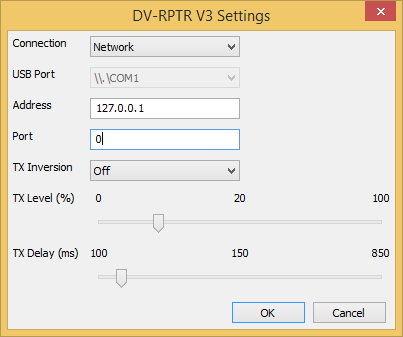 DV-RPTR V3 Settings
Connection Network
USB Port \\.\COM1
Address 127.0.0.1
Port 0
TX Inversion Off
TX Level (%) 0 20 100
TX Delay (ms) 100 150 850
OK Cancel